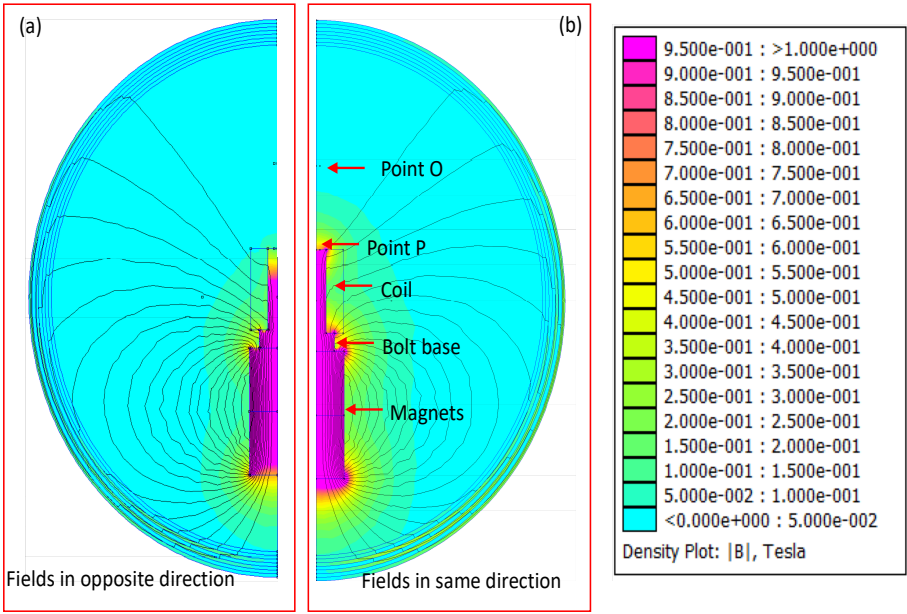 (a)
Fields in opposite direction
(b)
Point O
Point P
Coil
Bolt base
Magnets
Fields in same direction
9.500e-001 : >1.000e+000
9.000e-001 : 9.500e-001
8.500e-001 : 9.000e-001
8.000e-001 : 8.500e-001
7.500e-001 : 8.000e-001
7.000e-001 : 7.500e-001
6.500e-001 : 7.000e-001
6.000e-001 : 6.500e-001
5.500e-001 : 6.000e-001
5.000e-001 : 5.500e-001
4.500e-001 : 5.000e-001
4.000e-001 : 4.500e-001
3.500e-001 : 4.000e-001
3.000e-001 : 3.500e-001
2.500e-001 : 3.000e-001
2.000e-001 : 2.500e-001
1.500e-001 : 2.000e-001
1.000e-001 : 1.500e-001
5.000e-002 : 1.000e-001
<0.000e+000 : 5.000e-002
Density Plot: |B|, Tesla